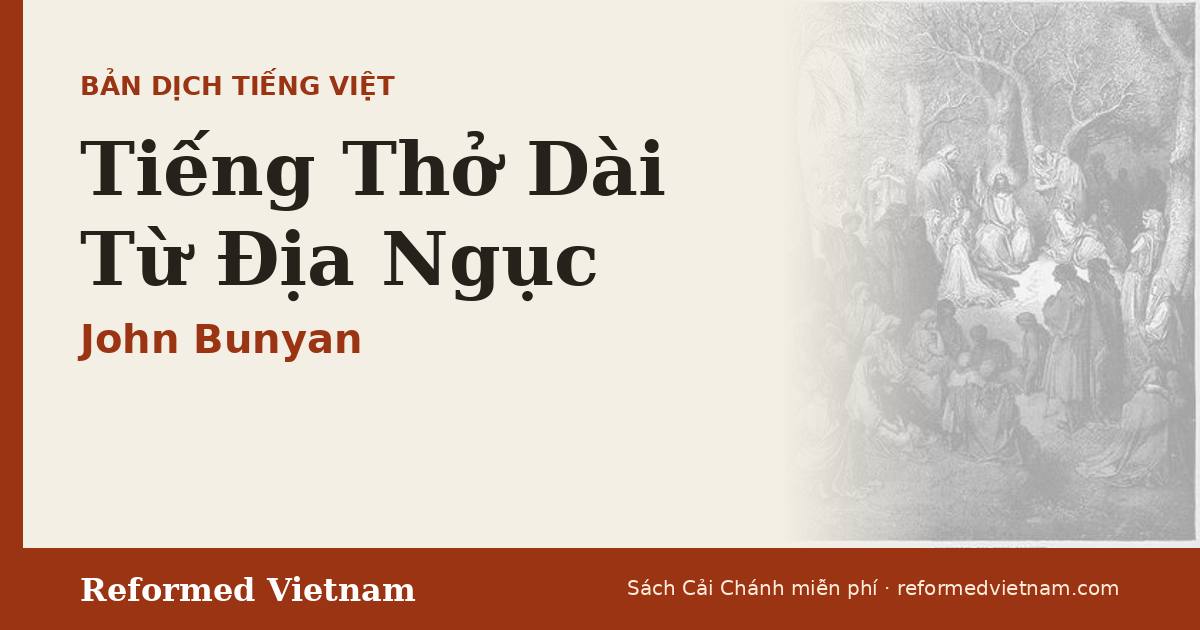 BẢN DỊCH TIẾNG VIỆT
Tiếng Thở Dài
Từ Địa Ngục
John Bunyan
Reformed Vietnam
Sách Cải Chánh miễn phí · reformedvietnam.com